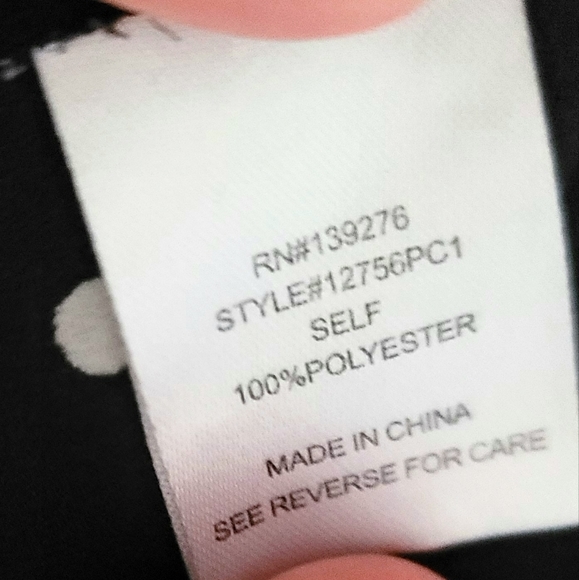 RN#139276
STYLE#12756PC1
SELF
100%POLYESTER
MADE IN CHINA
SEE REVERSE FOR CARE